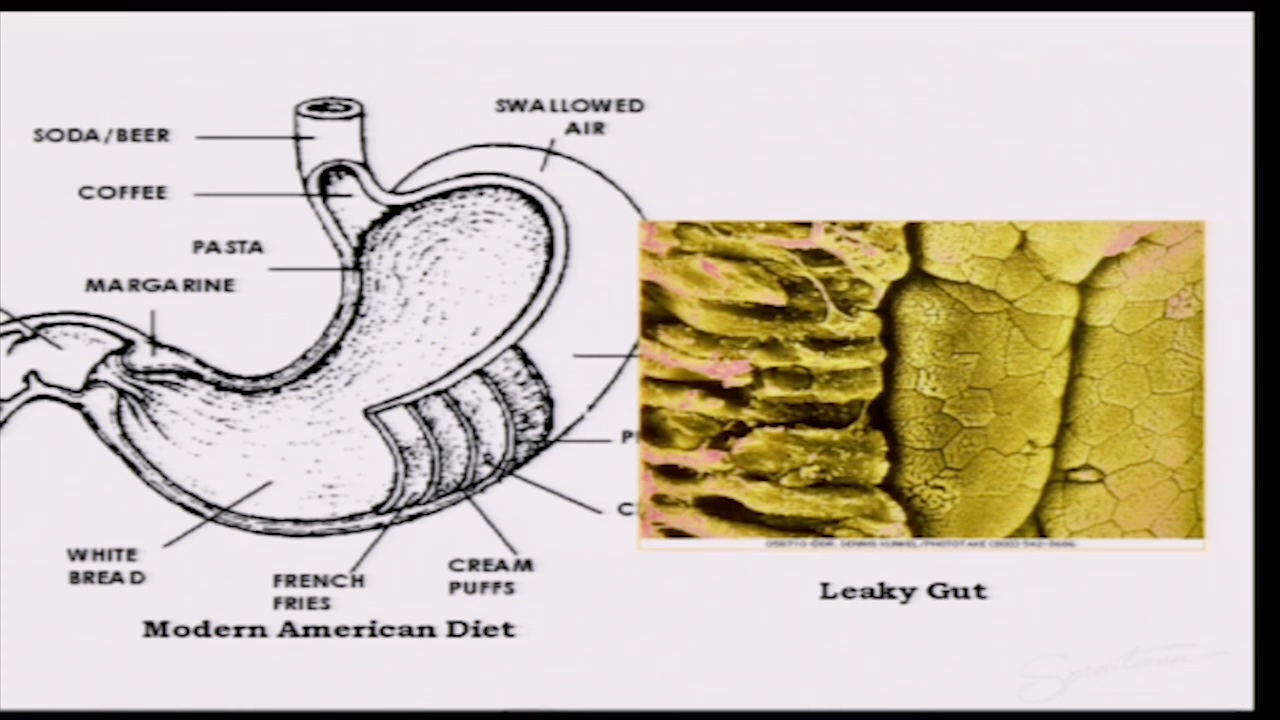 SWALLOWED
AIR
SODA/BEER
COFFEE
PASTA
MARGARINE
P
C
WHITE
BREAD
FRENCH
FRIES
CREAM
PUFFS
Modern American Diet
Leaky Gut